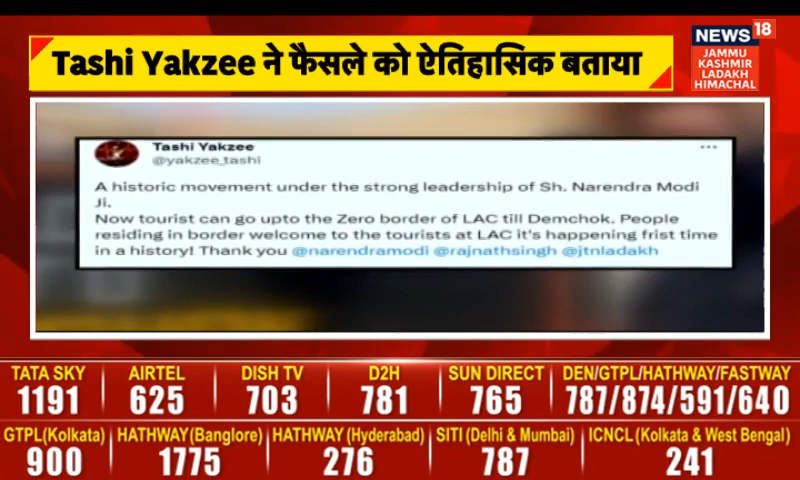 Tashi Yakzee ने फैसले को ऐतिहासिक बताया
NEWS 18
JAMMU
KASHMIR
LADAKH
HIMACHAL
Tashi Yakzee
@yakzee_tashi
A historic movement under the strong leadership of Sh. Narendra Modi
Ji.
Now tourist can go upto the Zero border of LAC till Demchok. People
residing in border welcome to the tourists at LAC it's happening frist time
in a history! Thank you @narendramodi @rajnathsingh @jtnladakh
TATA SKY AIRTEL DISH TV D2H SUN DIRECT DEN/GTPL/HATHWAY/FASTWAY
1191 625 703 781 765 787/874/591/640
GTPL(Kolkata) HATHWAY(Banglore) HATHWAY (Hyderabad) SITI (Delhi & Mumbai) ICNCL (Kolkata & West Bengal)
900 1775 276 787 241